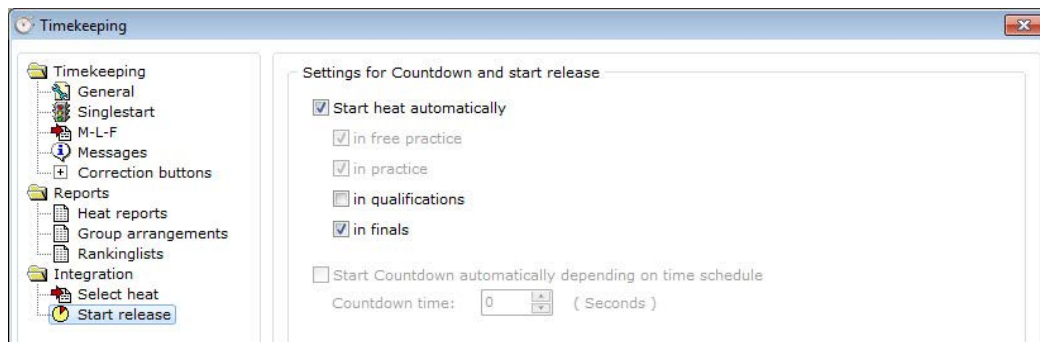 Timekeeping
Timekeeping
General
Singlestart
M-L-F
Messages
Correction buttons
Reports
Heat reports
Group arrangements
Rankinglists
Integration
Select heat
Start release
Settings for Countdown and start release
Start heat automatically
in free practice
in practice
in qualifications
in finals
Start Countdown automatically depending on time schedule
Countdown time: 0 ( Seconds )